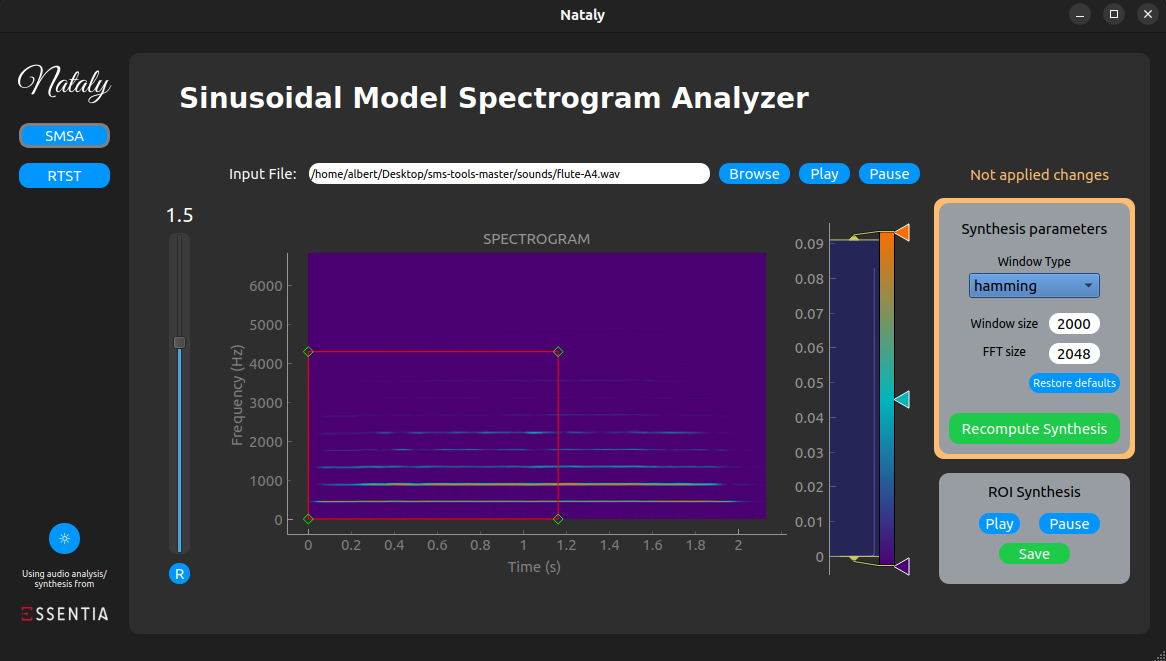 Nataly
Nataly
SMSA
RTST
Sinusoidal Model Spectrogram Analyzer
Input File: /home/albert/Desktop/sms-tools-master/sounds/flute-A4.wav Browse Play Pause
Not applied changes
1.5
R
SPECTROGRAM
Frequency (Hz)
6000
5000
4000
3000
2000
1000
0
0 0.2 0.4 0.6 0.8 1 1.2 1.4 1.6 1.8 2
Time (s)
0.09
0.08
0.07
0.06
0.05
0.04
0.03
0.02
0.01
0
Synthesis parameters
Window Type
hamming
Window size 2000
FFT size 2048
Restore defaults
Recompute Synthesis
ROI Synthesis
Play Pause
Save
Using audio analysis/
synthesis from
ESSENTIA